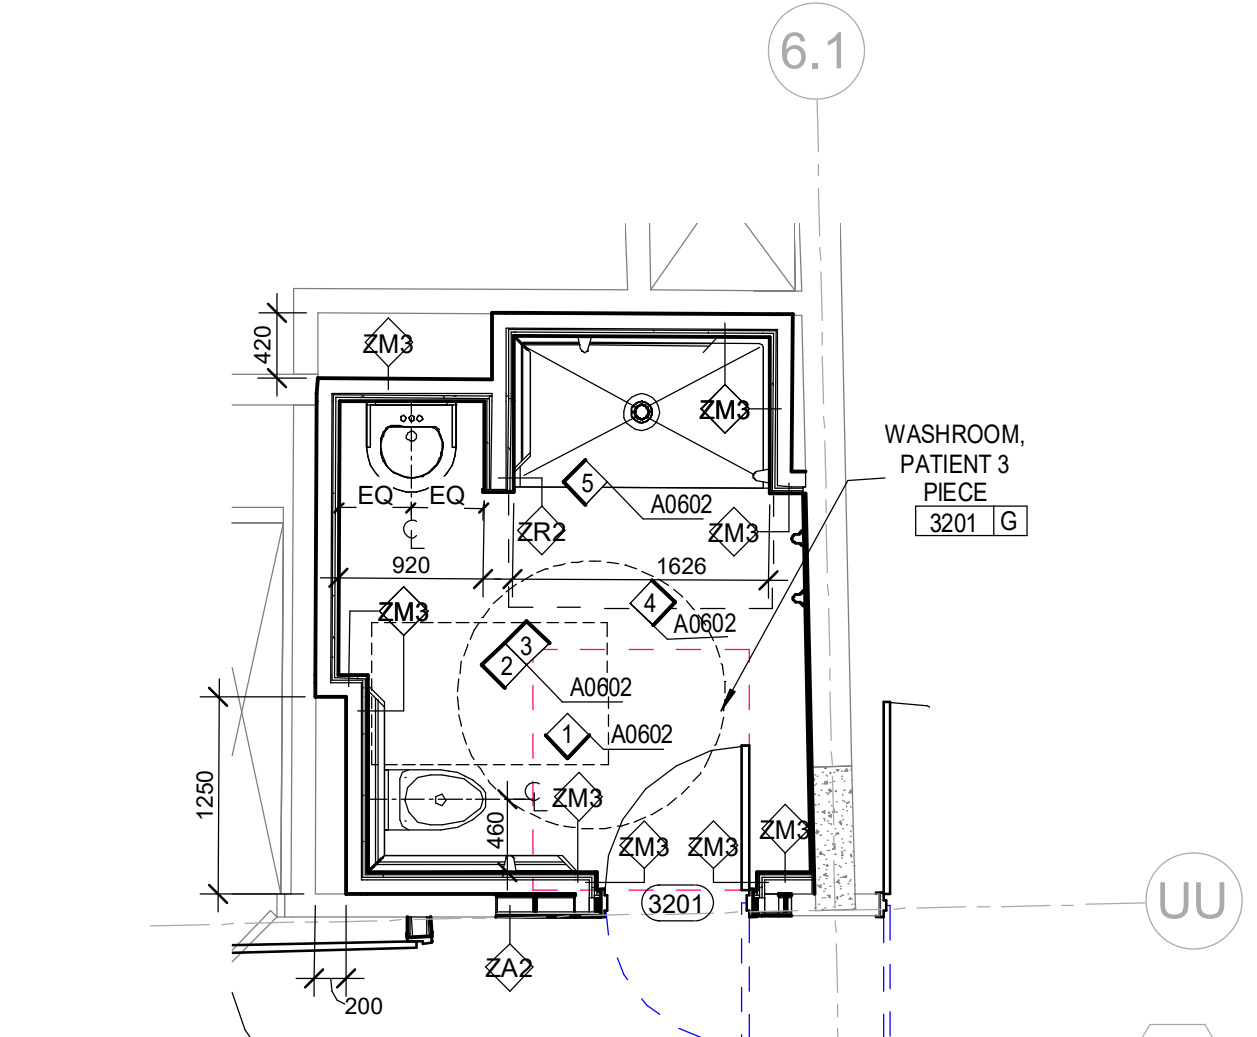 6.1
420
ZM3
ZM3
WASHROOM,
PATIENT 3
PIECE
3201 G
5
A0602
EQ EQ
ZR2
ZM3
920
1626
ZM3
4
A0602
3
2
A0602
1
A0602
1250
ZM3
460
ZM3
ZM3
ZM3
3201
UU
ZA2
200